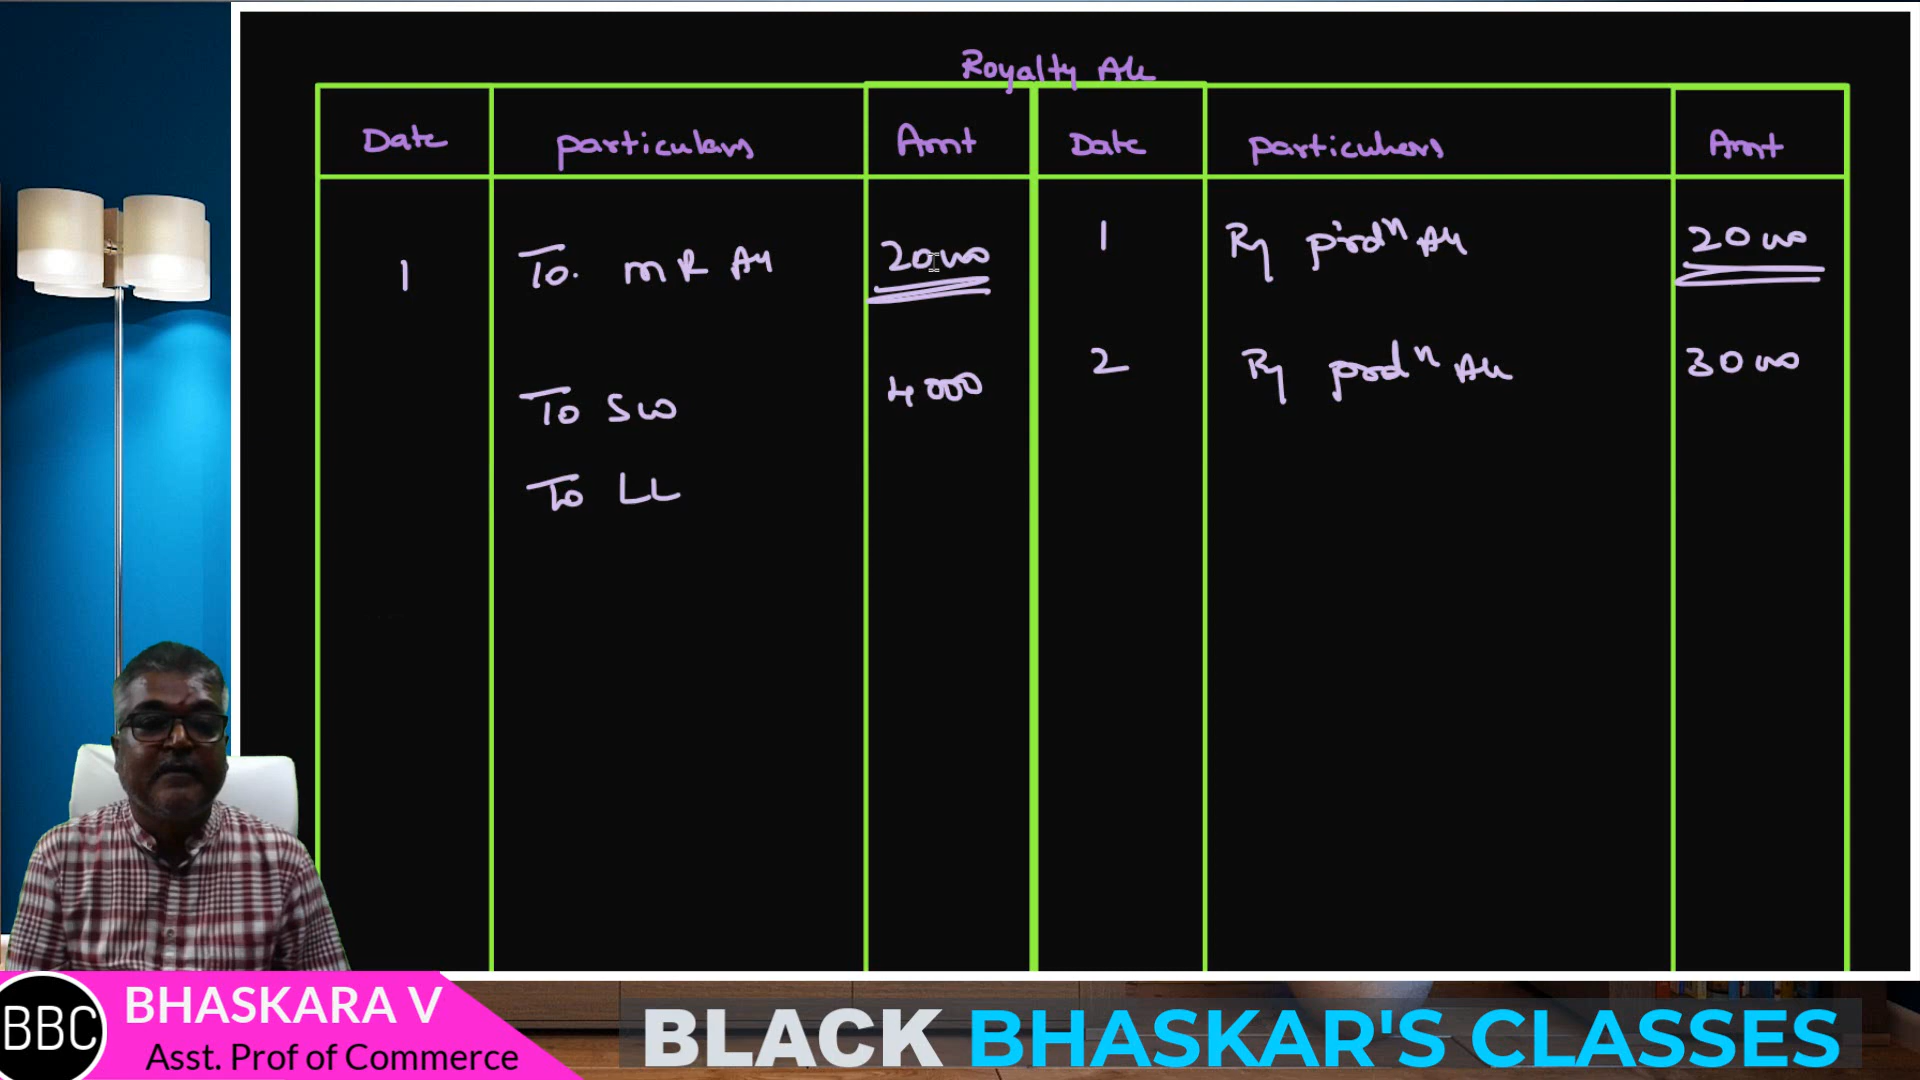 Royalty A/c
Date particulars Amt Date particulars Amt
1 To. M R A/c 2000 1 By prodn A/c 2000
To SW 4000 2 By prodn A/c 3000
To LL
BBC
BHASKARA V
Asst. Prof of Commerce
BLACK BHASKAR'S CLASSES